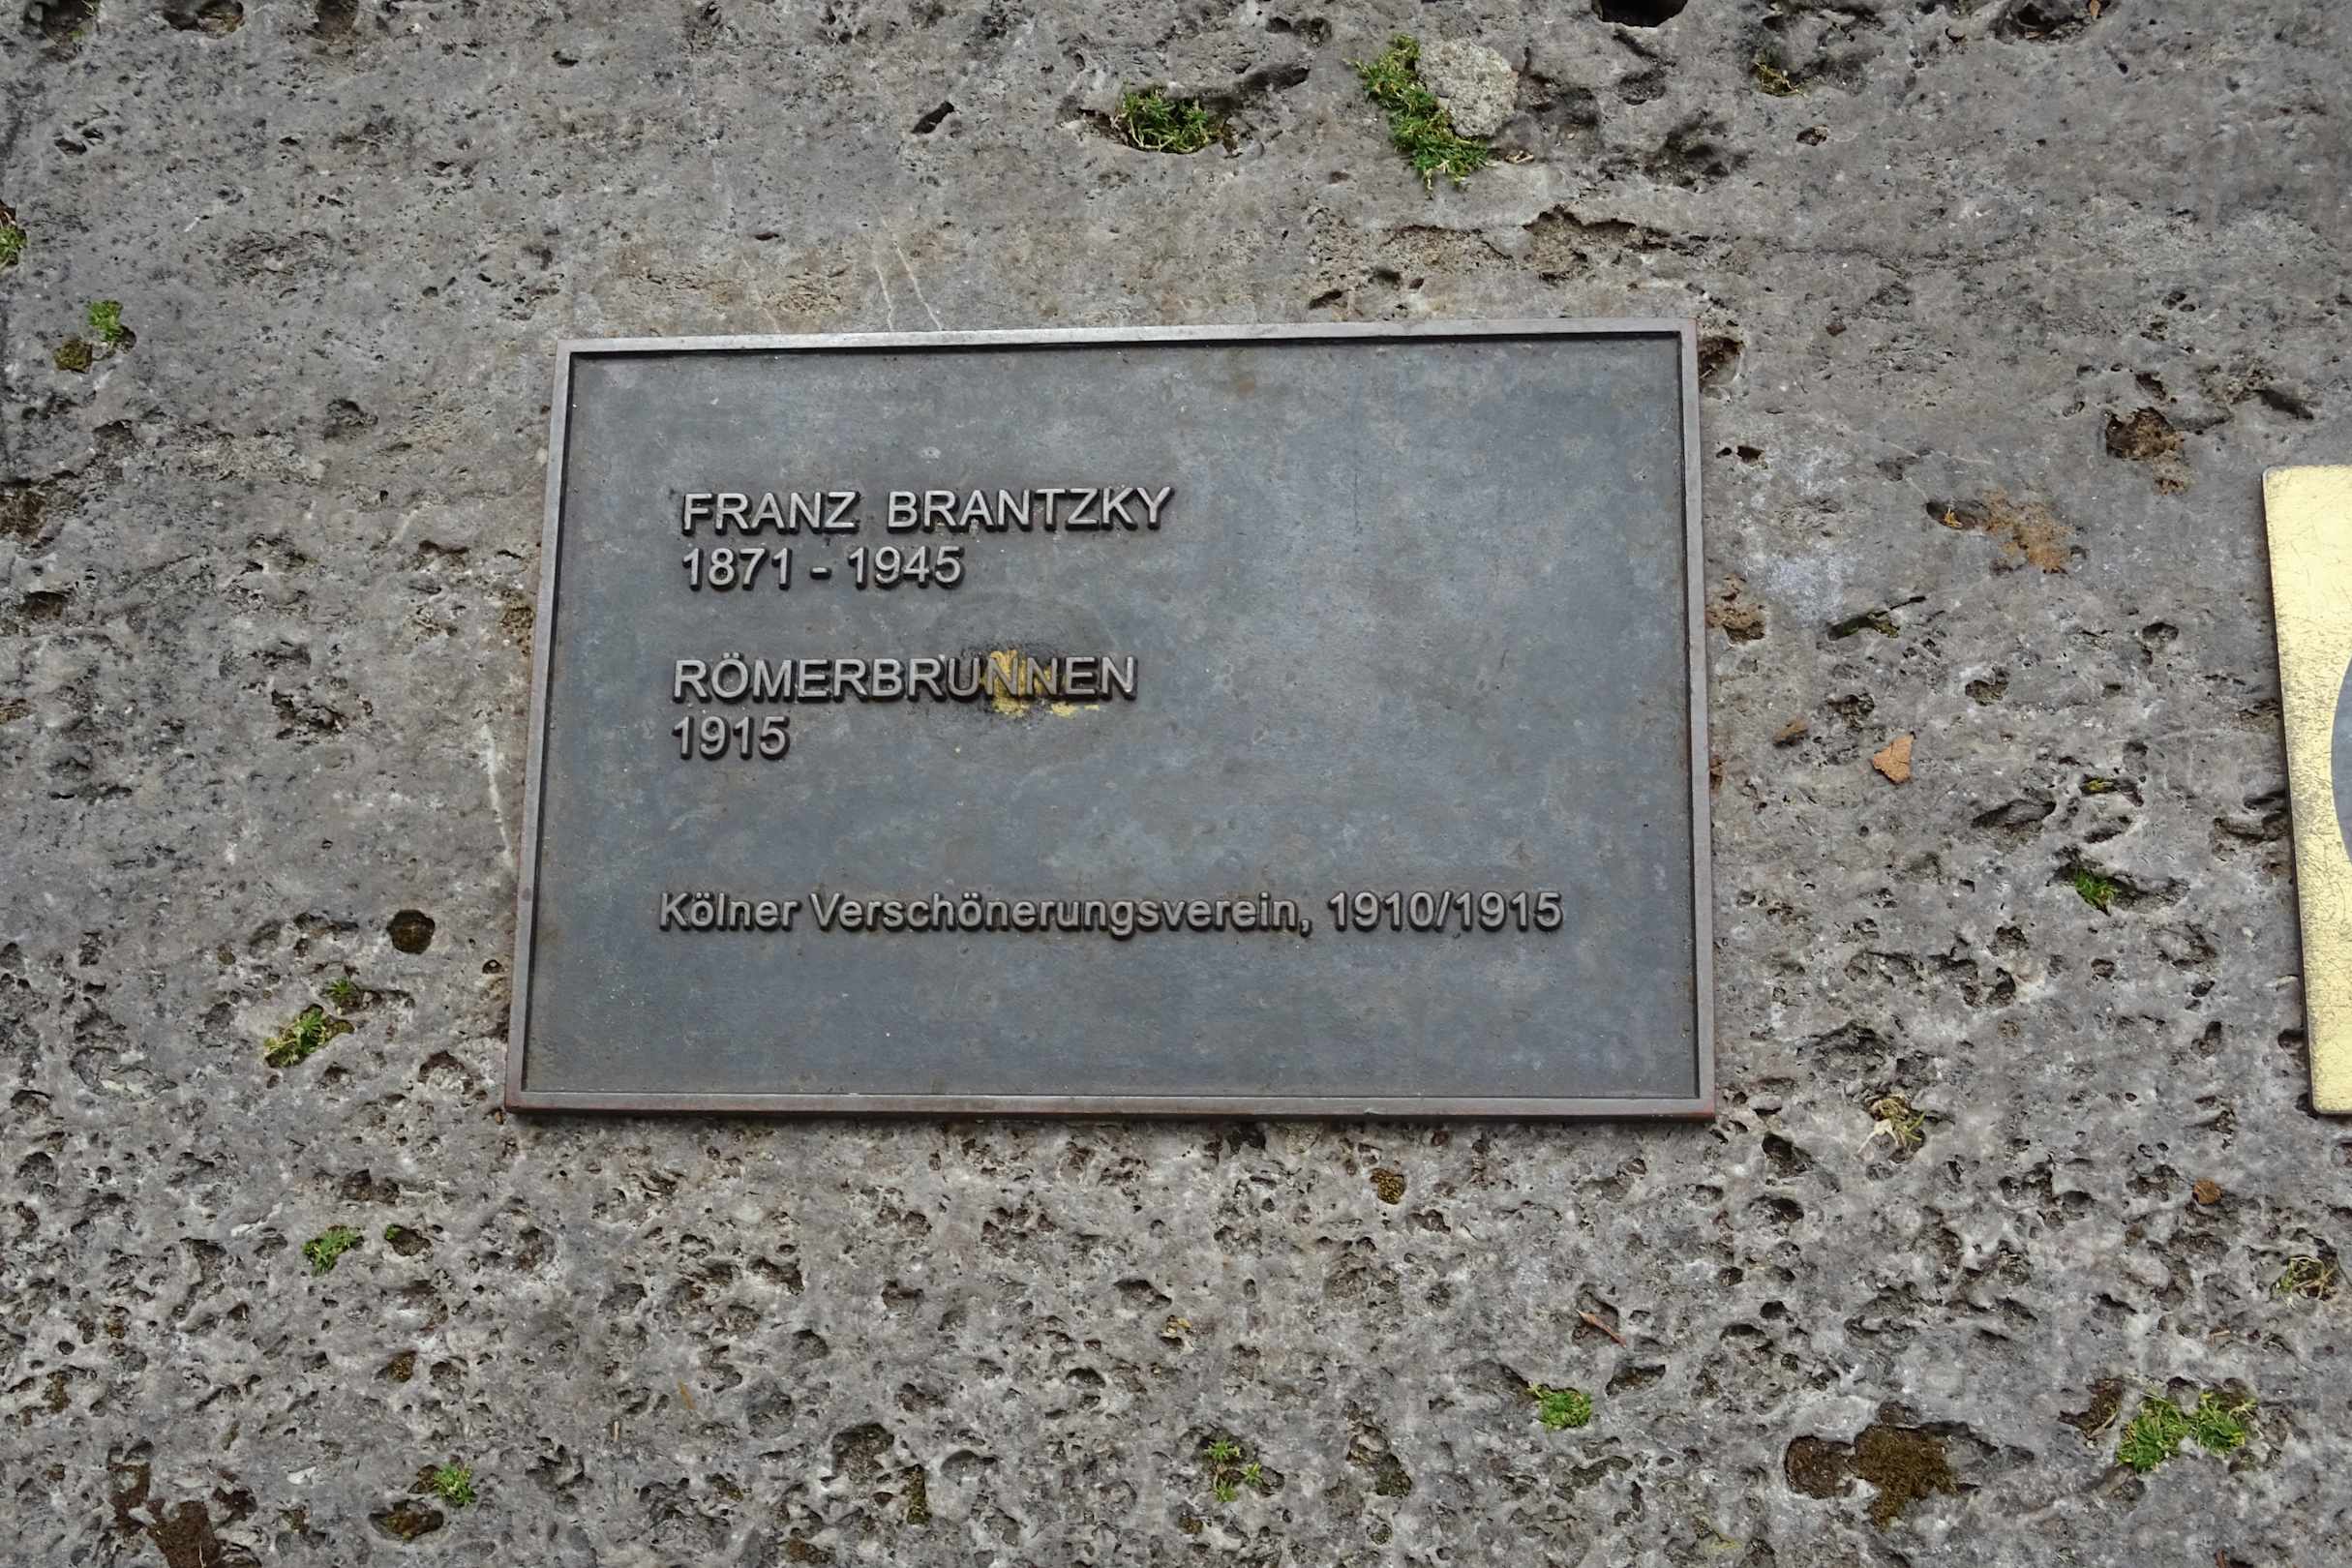 FRANZ BRANTZKY
1871 - 1945
RÖMERBRUNNEN
1915
Kölner Verschönerungsverein, 1910/1915